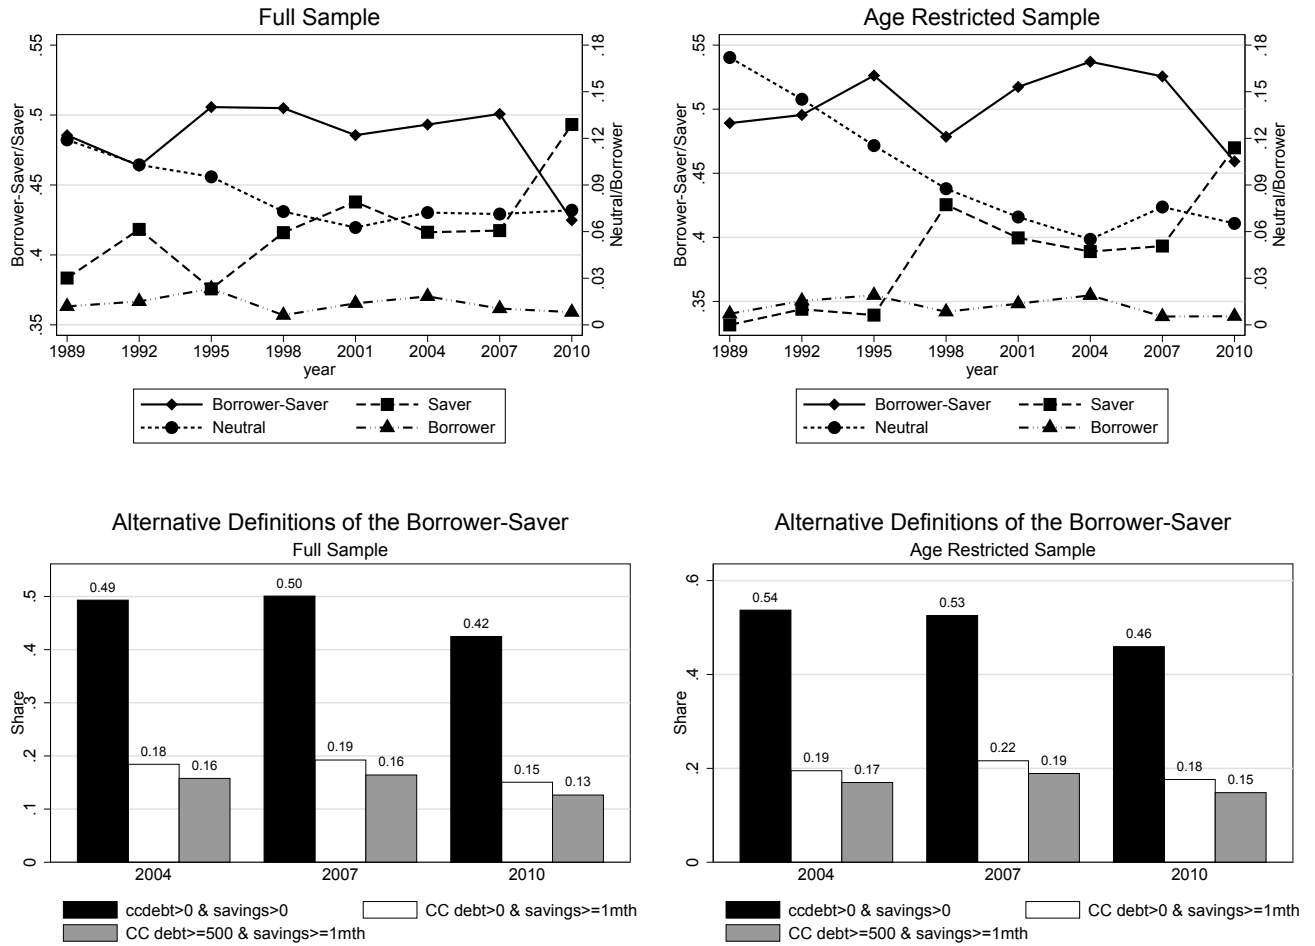 Full Sample
Borrower-Saver/Saver
.55
.5
.45
.4
.35
Neutral/Borrower
.18
.15
.12
.09
.06
.03
0
1989 1992 1995 1998 2001 2004 2007 2010
year
Borrower-Saver Saver
Neutral Borrower
Age Restricted Sample
Borrower-Saver/Saver
.55
.5
.45
.4
.35
Neutral/Borrower
.18
.15
.12
.09
.06
.03
0
1989 1992 1995 1998 2001 2004 2007 2010
year
Borrower-Saver Saver
Neutral Borrower
Alternative Definitions of the Borrower-Saver
Full Sample
Share
.5
.4
.3
.2
.1
0
0.49 0.18 0.16
0.50 0.19 0.16
0.42 0.15 0.13
2004 2007 2010
ccdebt>0 & savings>0 CC debt>0 & savings>=1mth
CC debt>=500 & savings>=1mth
Alternative Definitions of the Borrower-Saver
Age Restricted Sample
Share
.6
.4
.2
0
0.54 0.19 0.17
0.53 0.22 0.19
0.46 0.18 0.15
2004 2007 2010
ccdebt>0 & savings>0 CC debt>0 & savings>=1mth
CC debt>=500 & savings>=1mth